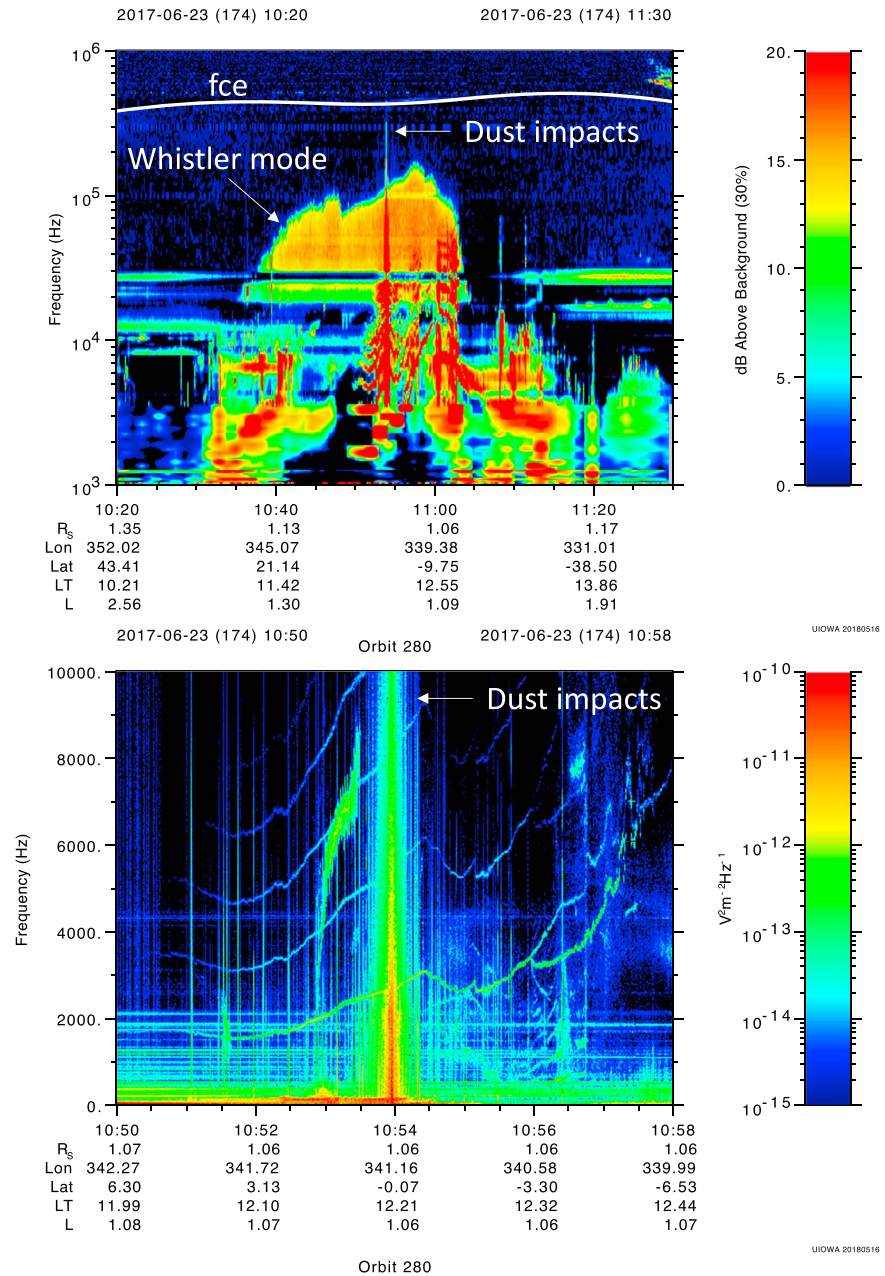 2017-06-23 (174) 10:20 2017-06-23 (174) 11:30
10⁶
fce
Dust impacts
Whistler mode
10⁵
10⁴
10³
Frequency (Hz)
20.
15.
10.
5.
0.
dB Above Background (30%)
10:20 10:40 11:00 11:20
R_S 1.35 1.13 1.06 1.17
Lon 352.02 345.07 339.38 331.01
Lat 43.41 21.14 -9.75 -38.50
LT 10.21 11.42 12.55 13.86
L 2.56 1.30 1.09 1.91
UIOWA 20180516
2017-06-23 (174) 10:50 2017-06-23 (174) 10:58
Orbit 280
10000.
Dust impacts
8000.
6000.
4000.
2000.
0.
Frequency (Hz)
10⁻¹⁰
10⁻¹¹
10⁻¹²
10⁻¹³
10⁻¹⁴
10⁻¹⁵
V²m⁻²Hz⁻¹
10:50 10:52 10:54 10:56 10:58
R_S 1.07 1.06 1.06 1.06 1.06
Lon 342.27 341.72 341.16 340.58 339.99
Lat 6.30 3.13 -0.07 -3.30 -6.53
LT 11.99 12.10 12.21 12.32 12.44
L 1.08 1.07 1.06 1.06 1.07
UIOWA 20180516
Orbit 280